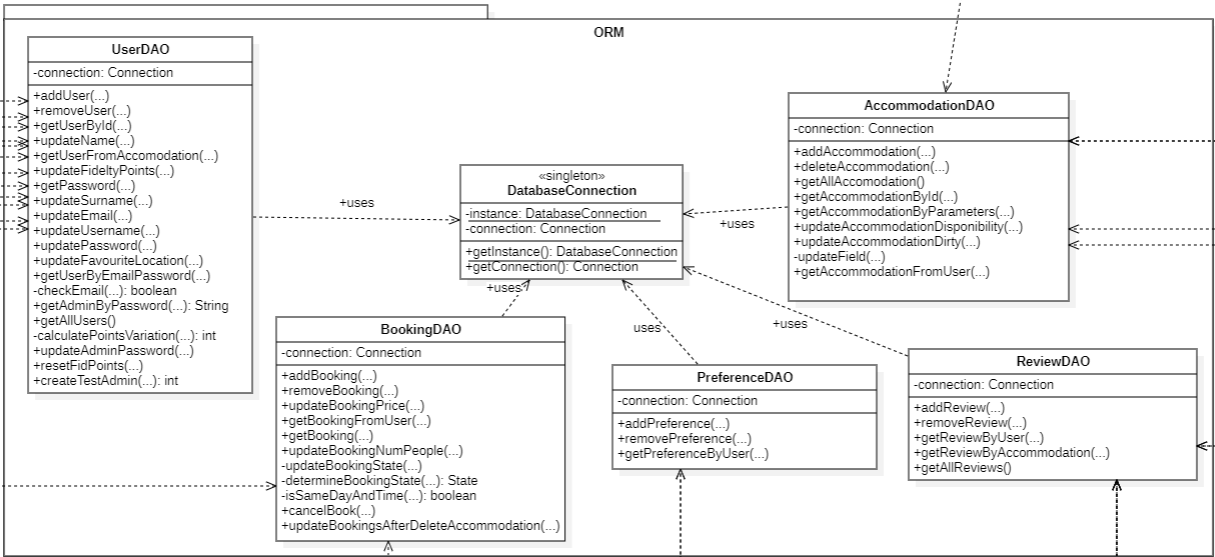 ORM
UserDAO
-connection: Connection
+addUser(...)
+removeUser(...)
+getUserById(...)
+updateName(...)
+getUserFromAccomodation(...)
+updateFideltyPoints(...)
+getPassword(...)
+updateSurname(...)
+updateEmail(...)
+updateUsername(...)
+updatePassword(...)
+updateFavouriteLocation(...)
+getUserByEmailPassword(...)
-checkEmail(...): boolean
+getAdminByPassword(...): String
+getAllUsers()
-calculatePointsVariation(...): int
+updateAdminPassword(...)
+resetFidPoints(...)
+createTestAdmin(...): int
+uses
«singleton»
DatabaseConnection
-instance: DatabaseConnection
-connection: Connection
+getInstance(): DatabaseConnection
+getConnection(): Connection
+uses
AccommodationDAO
-connection: Connection
+addAccommodation(...)
+deleteAccommodation(...)
+getAllAccomodation()
+getAccommodationById(...)
+getAccommodationByParameters(...)
+updateAccommodationDisponibility(...)
+updateAccommodationDirty(...)
-updateField(...)
+getAccommodationFromUser(...)
+uses
BookingDAO
-connection: Connection
+addBooking(...)
+removeBooking(...)
+updateBookingPrice(...)
+getBookingFromUser(...)
+getBooking(...)
+updateBookingNumPeople(...)
-updateBookingState(...)
-determineBookingState(...): State
-isSameDayAndTime(...): boolean
+cancelBook(...)
+updateBookingsAfterDeleteAccommodation(...)
uses
PreferenceDAO
-connection: Connection
+addPreference(...)
+removePreference(...)
+getPreferenceByUser(...)
+uses
ReviewDAO
-connection: Connection
+addReview(...)
+removeReview(...)
+getReviewByUser(...)
+getReviewByAccommodation(...)
+getAllReviews()